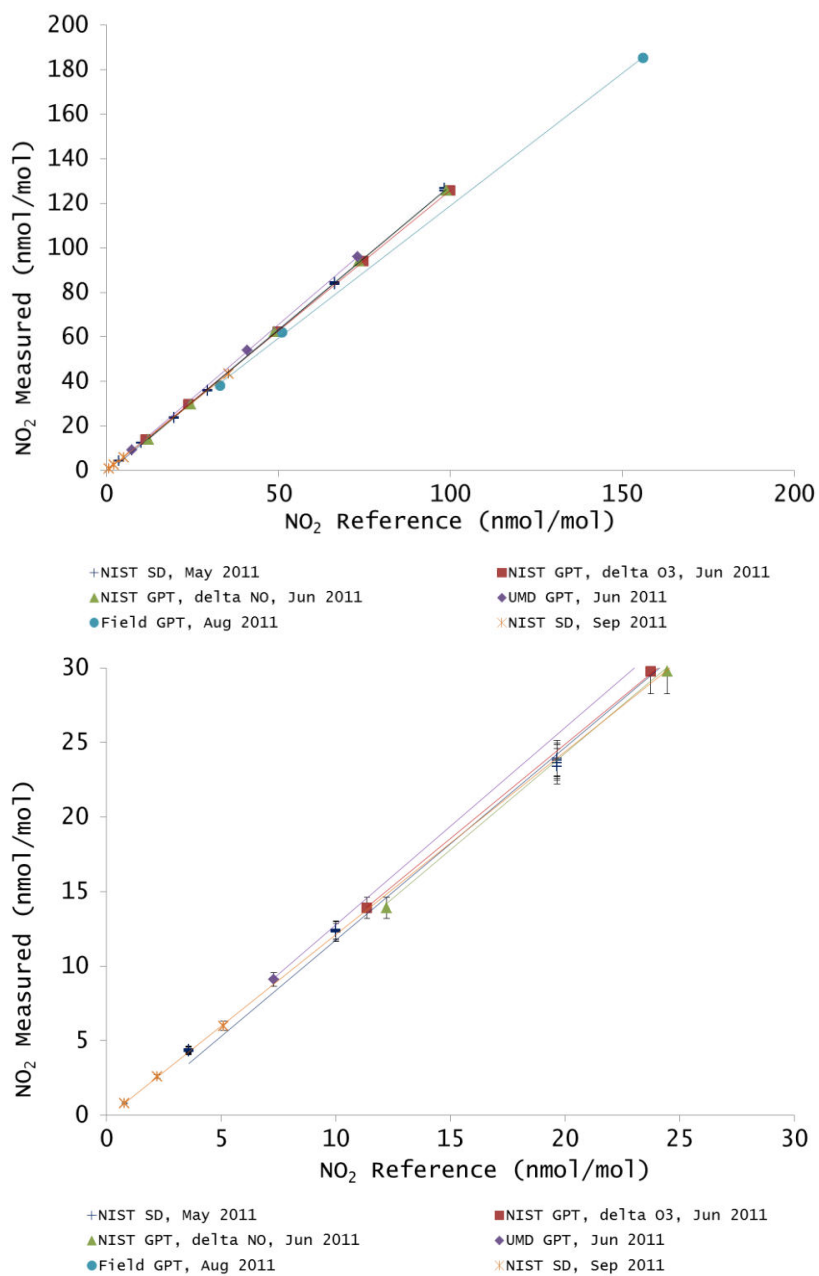 200
180
160
140
120
100
80
60
40
20
0
NO₂ Measured (nmol/mol)
0 50 100 150 200
NO₂ Reference (nmol/mol)
NIST SD, May 2011 NIST GPT, delta O3, Jun 2011
NIST GPT, delta NO, Jun 2011 UMD GPT, Jun 2011
Field GPT, Aug 2011 NIST SD, Sep 2011
30
25
20
15
10
5
0
NO₂ Measured (nmol/mol)
0 5 10 15 20 25 30
NO₂ Reference (nmol/mol)
NIST SD, May 2011 NIST GPT, delta O3, Jun 2011
NIST GPT, delta NO, Jun 2011 UMD GPT, Jun 2011
Field GPT, Aug 2011 NIST SD, Sep 2011